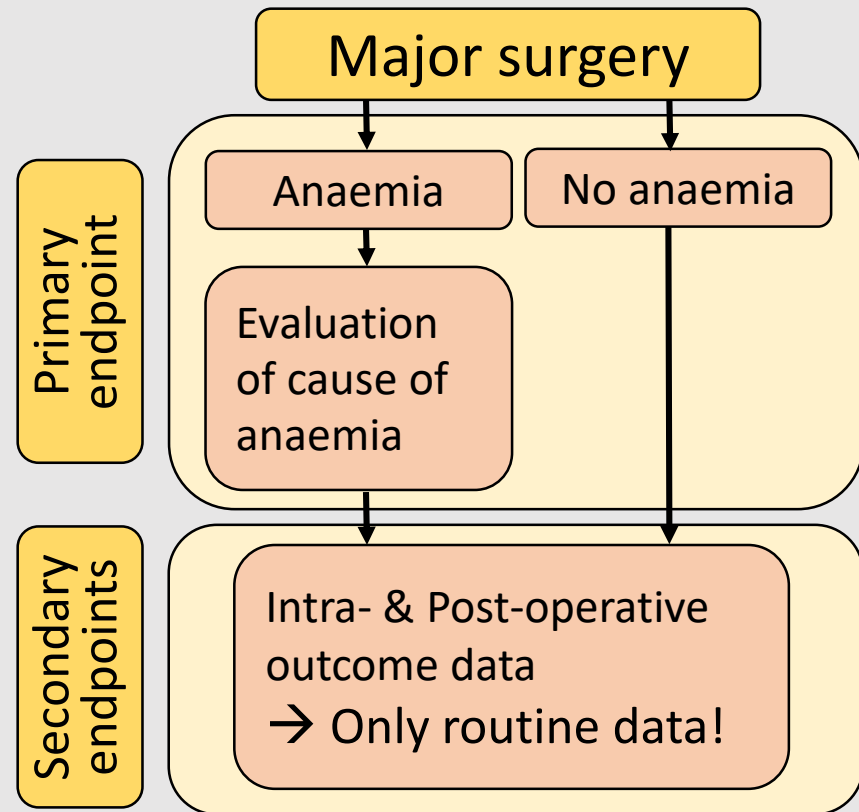 Major surgery
Primary
endpoint
Anaemia
No anaemia
Evaluation
of cause of
anaemia
Secondary
endpoints
Intra- & Post-operative
outcome data
→ Only routine data!